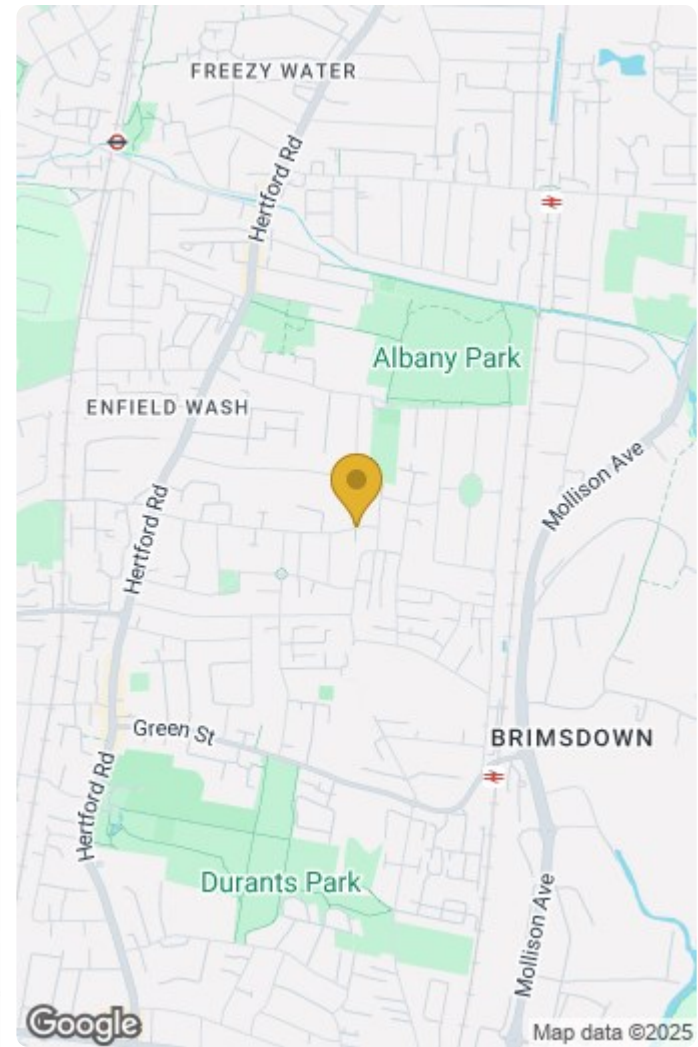 FREEZY WATER
Hertford Rd
Albany Park
ENFIELD WASH
Mollison Ave
Hertford Rd
Green St
BRIMSDOWN
Hertford Rd
Durants Park
Mollison Ave
Google
Map data ©2025